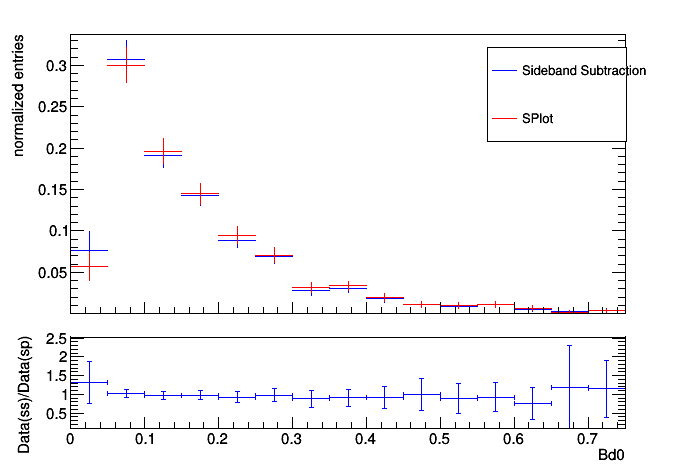 normalized entries
0.3
0.25
0.2
0.15
0.1
0.05
Sideband Subtraction
SPlot
Data(ss)/Data(sp)
2.5
2
1.5
1
0.5
0 0.1 0.2 0.3 0.4 0.5 0.6 0.7
Bd0